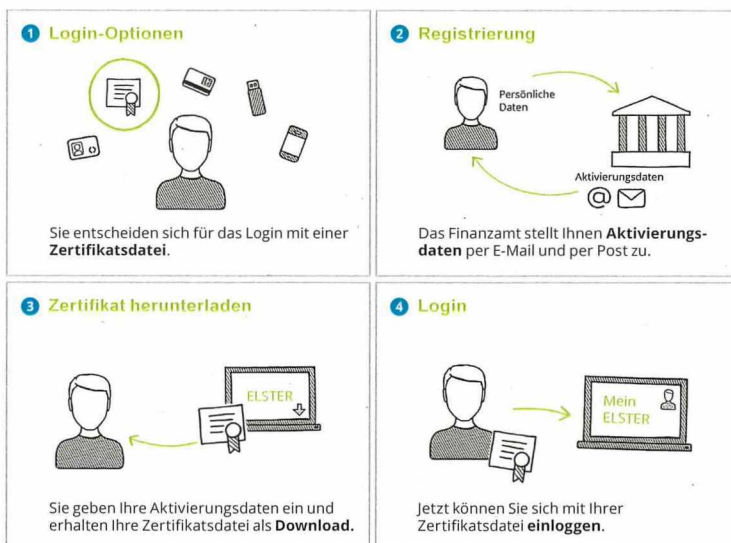 1 Login-Optionen
Sie entscheiden sich für das Login mit einer
Zertifikatsdatei.
2 Registrierung
Persönliche
Daten
Aktivierungsdaten
@
Das Finanzamt stellt Ihnen Aktivierungs-
daten per E-Mail und per Post zu.
3 Zertifikat herunterladen
ELSTER
Sie geben Ihre Aktivierungsdaten ein und
erhalten Ihre Zertifikatsdatei als Download.
4 Login
Mein
ELSTER
Jetzt können Sie sich mit Ihrer
Zertifikatsdatei einloggen.